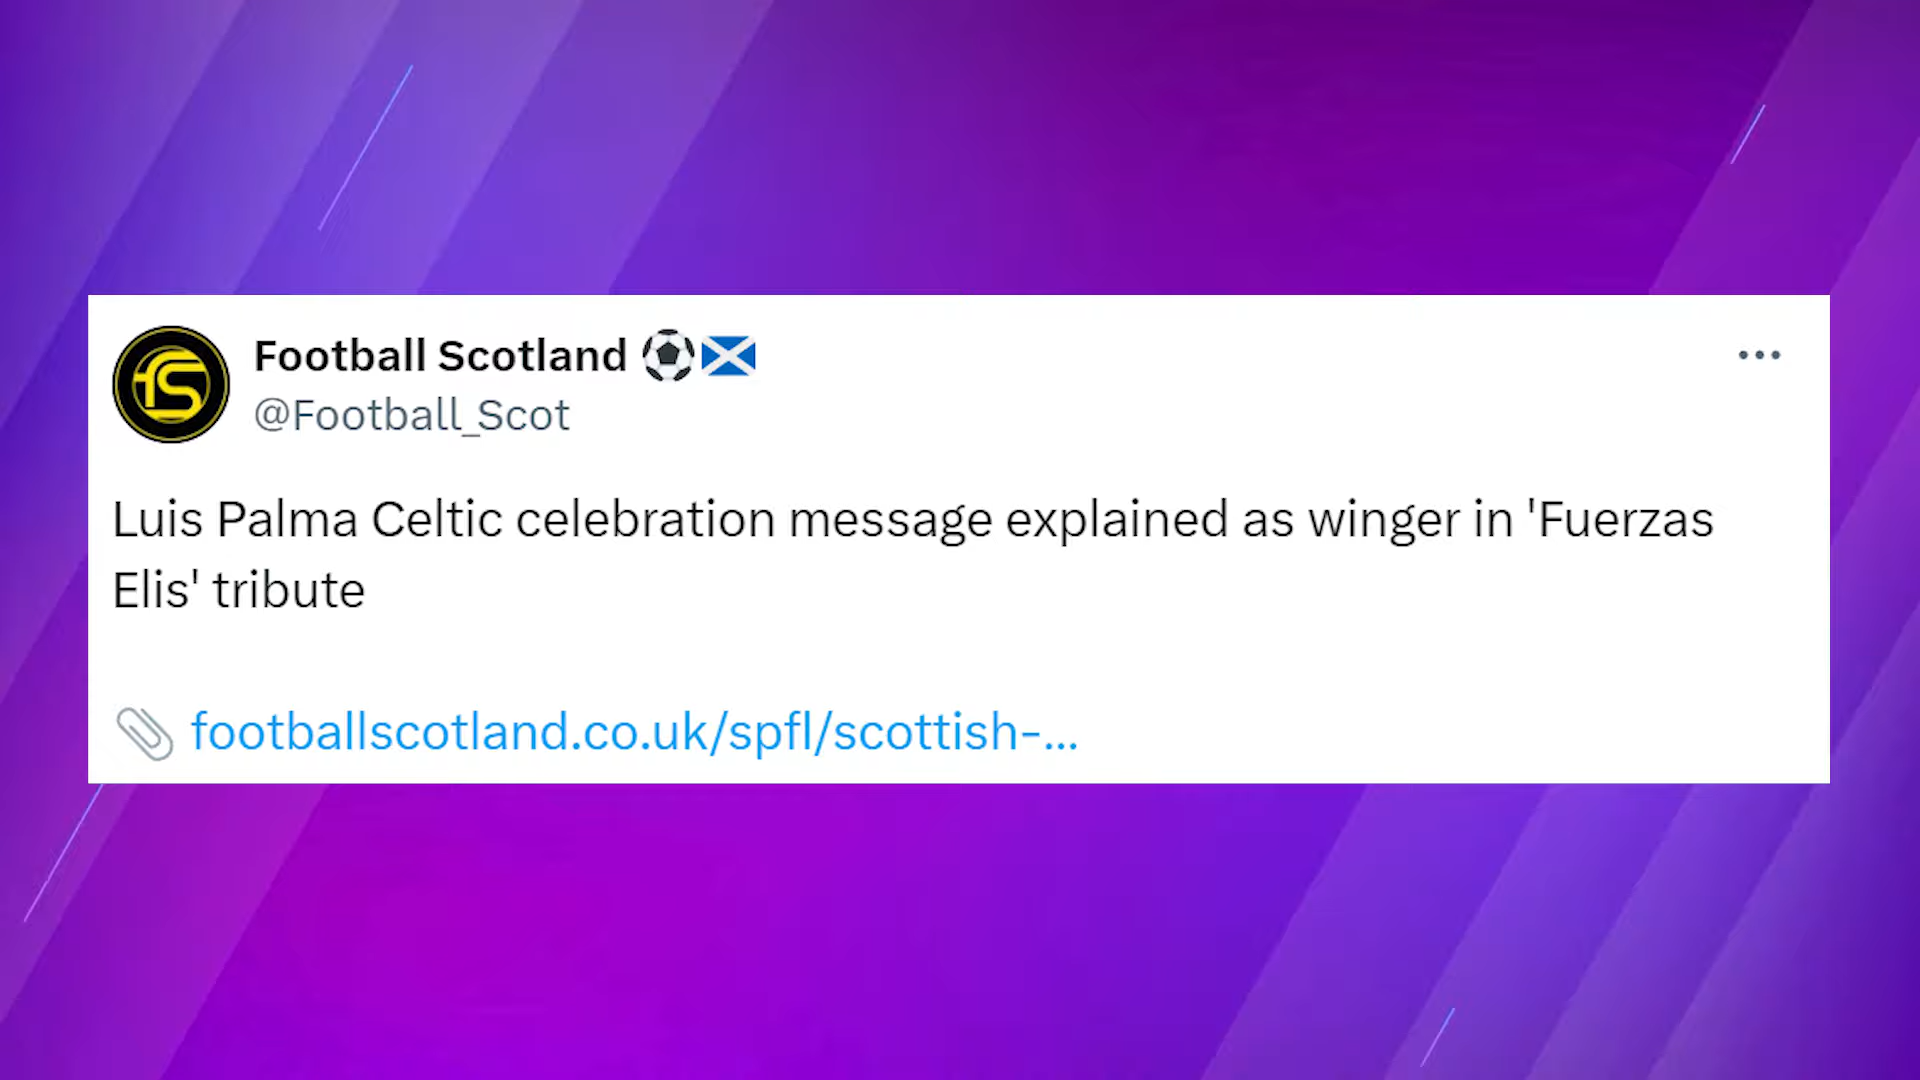 Football Scotland ⚽🏴󠁧󠁢󠁳󠁣󠁴󠁿
@Football_Scot
Luis Palma Celtic celebration message explained as winger in 'Fuerzas
Elis' tribute
📎 footballscotland.co.uk/spfl/scottish-...